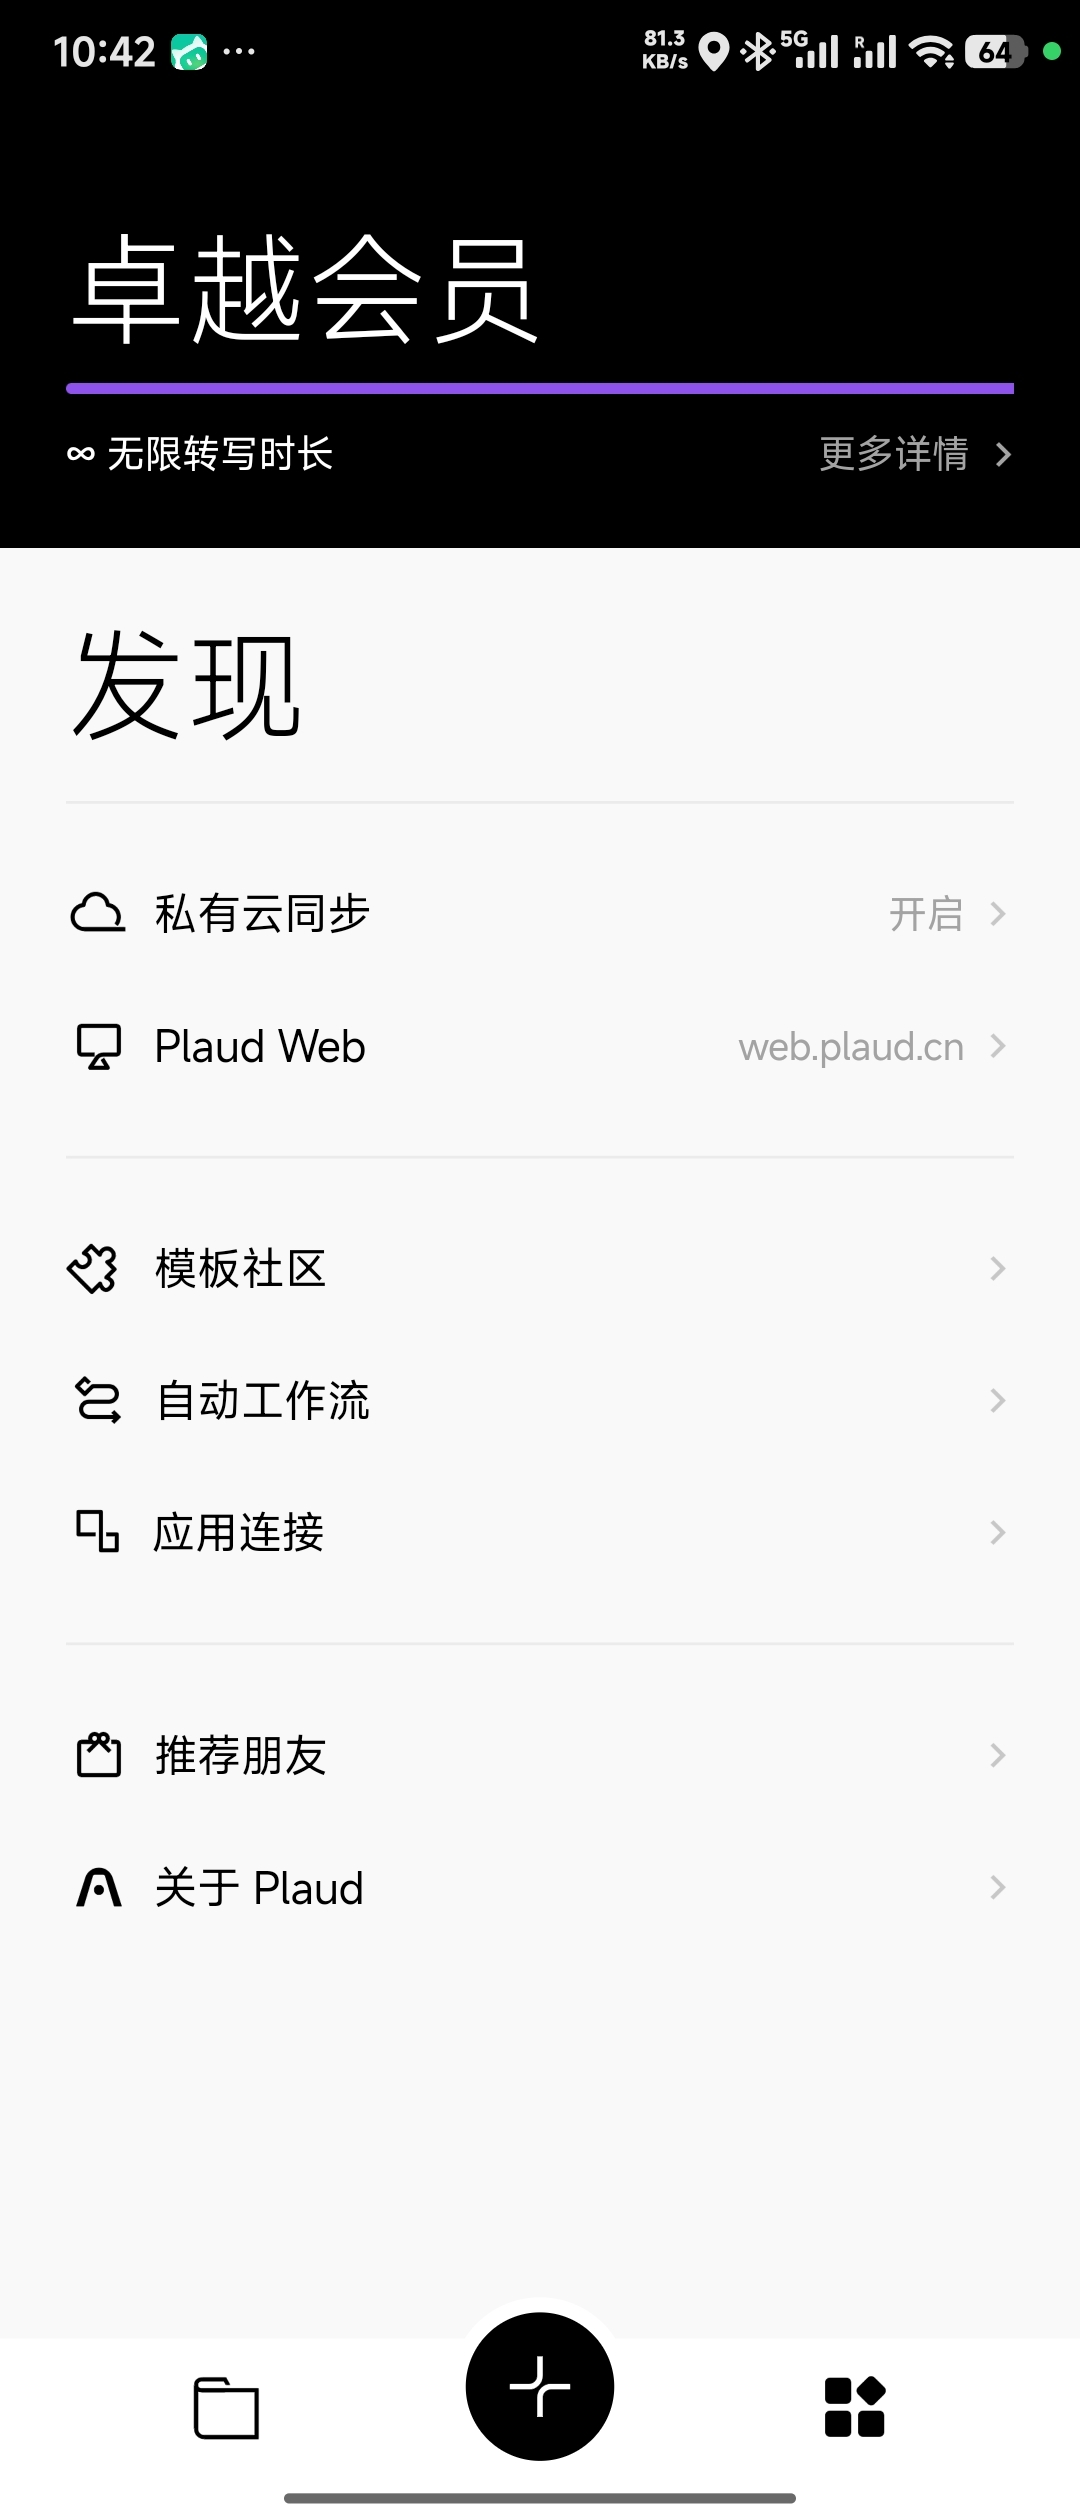 10:42
81.3 KB/s
5G
R
64
卓越会员
∞ 无限转写时长
更多详情
发现
私有云同步
开启
Plaud Web
web.plaud.cn
模板社区
自动工作流
应用连接
推荐朋友
关于 Plaud